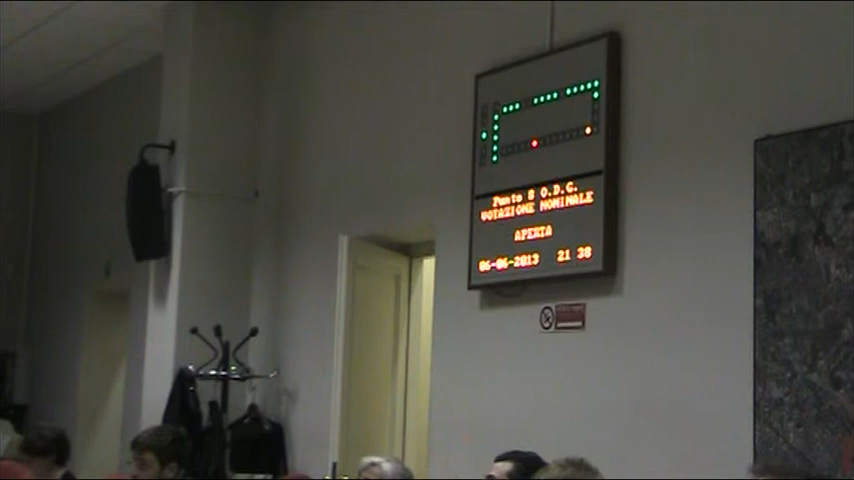 Punto 8 O.D.G.
VOTAZIONE NOMINALE
APERTA
06-06-2013 21 38